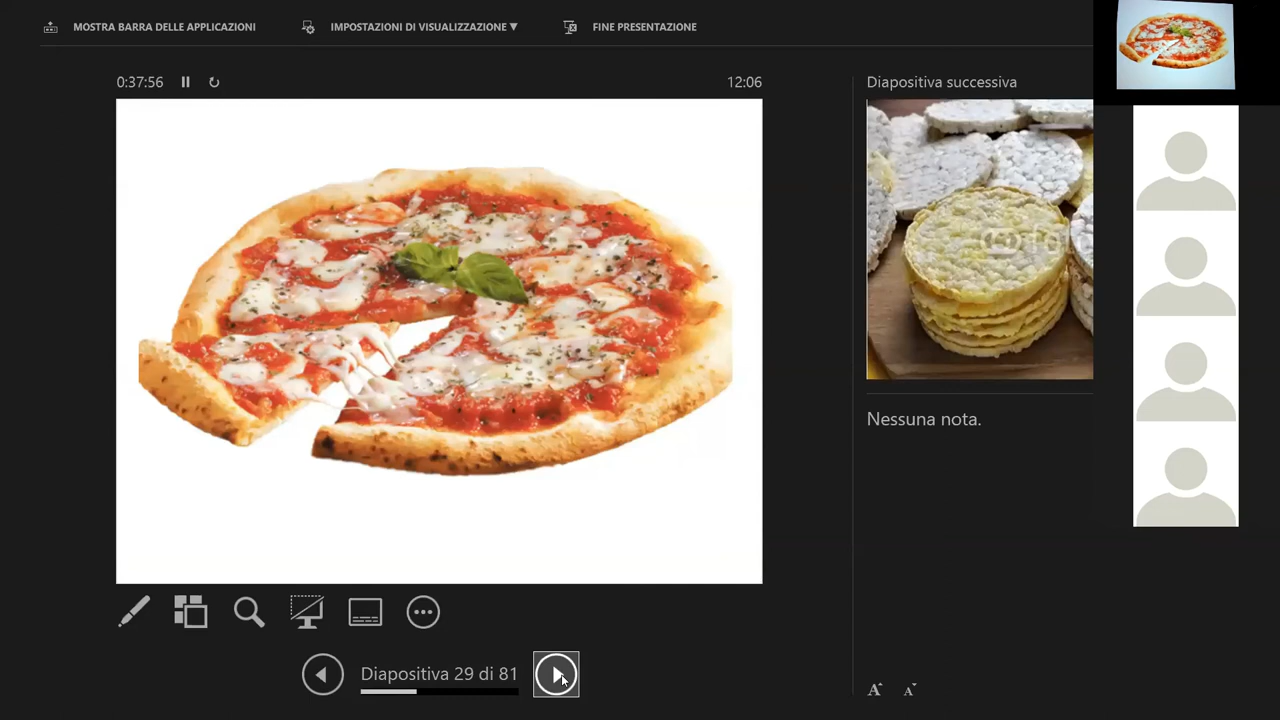 MOSTRA BARRA DELLE APPLICAZIONI
IMPOSTAZIONI DI VISUALIZZAZIONE ▼
FINE PRESENTAZIONE
0:37:56
12:06
Diapositiva successiva
Nessuna nota.
Diapositiva 29 di 81
A A